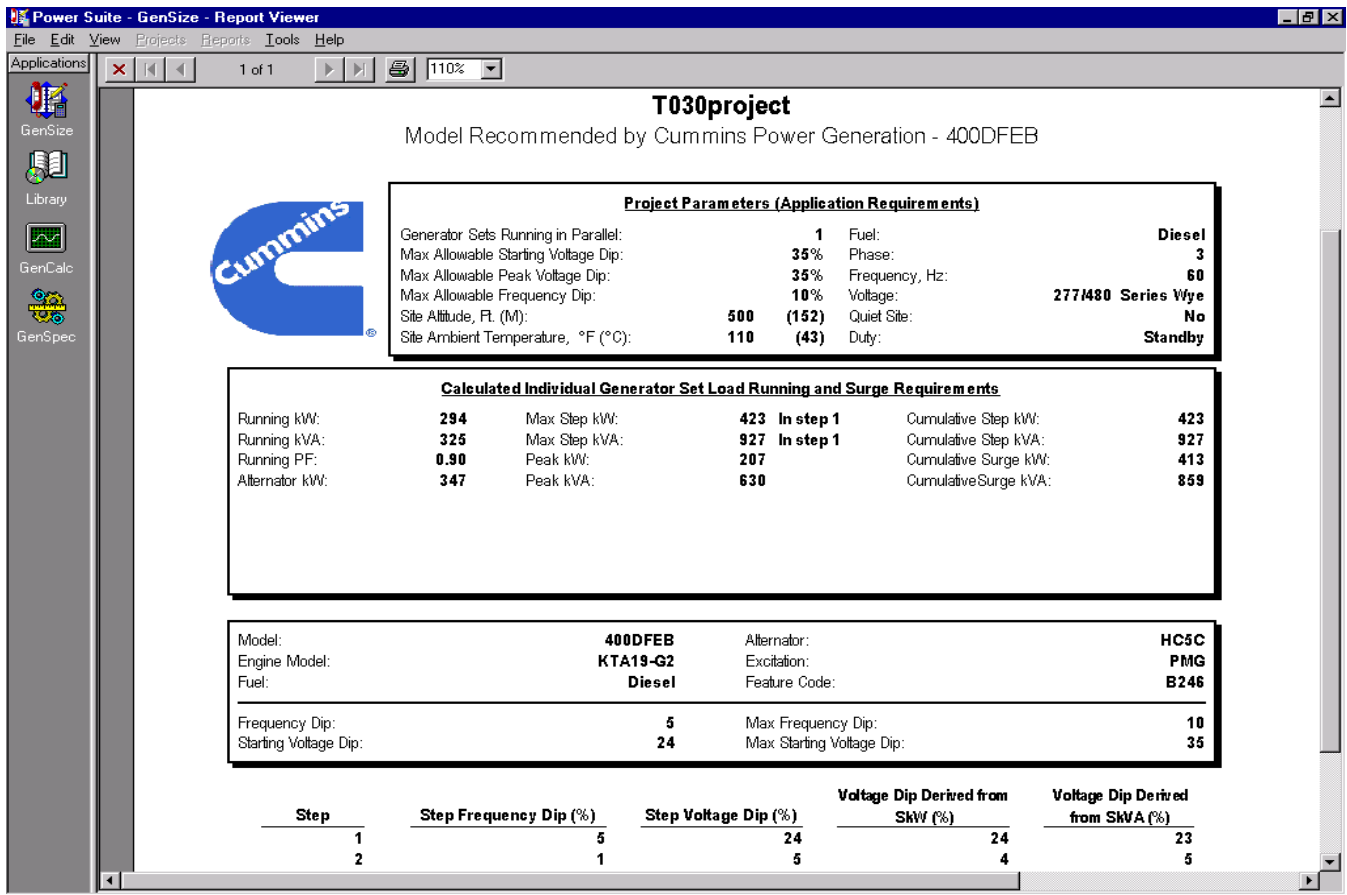 Power Suite - GenSize - Report Viewer
File Edit View Projects Reports Tools Help
Applications
1 of 1 110%
GenSize
Library
GenCalc
GenSpec
T030project
Model Recommended by Cummins Power Generation - 400DFEB
Cummins ®
Project Parameters (Application Requirements)
Generator Sets Running in Parallel: 1 Fuel: Diesel
Max Allowable Starting Voltage Dip: 35% Phase: 3
Max Allowable Peak Voltage Dip: 35% Frequency, Hz: 60
Max Allowable Frequency Dip: 10% Voltage: 277/480 Series Wye
Site Altitude, Ft. (M): 500 (152) Quiet Site: No
Site Ambient Temperature, °F (°C): 110 (43) Duty: Standby
Calculated Individual Generator Set Load Running and Surge Requirements
Running kW: 294 Max Step kW: 423 In step 1 Cumulative Step kW: 423
Running kVA: 325 Max Step kVA: 927 In step 1 Cumulative Step kVA: 927
Running PF: 0.90 Peak kW: 207 Cumulative Surge kW: 413
Alternator kW: 347 Peak kVA: 630 CumulativeSurge kVA: 859
Model: 400DFEB Alternator: HC5C
Engine Model: KTA19-G2 Excitation: PMG
Fuel: Diesel Feature Code: B246
Frequency Dip: 5 Max Frequency Dip: 10
Starting Voltage Dip: 24 Max Starting Voltage Dip: 35
Step Step Frequency Dip (%) Step Voltage Dip (%) Voltage Dip Derived from SkW (%) Voltage Dip Derived from SkVA (%)
1 5 24 24 23
2 1 5 4 5